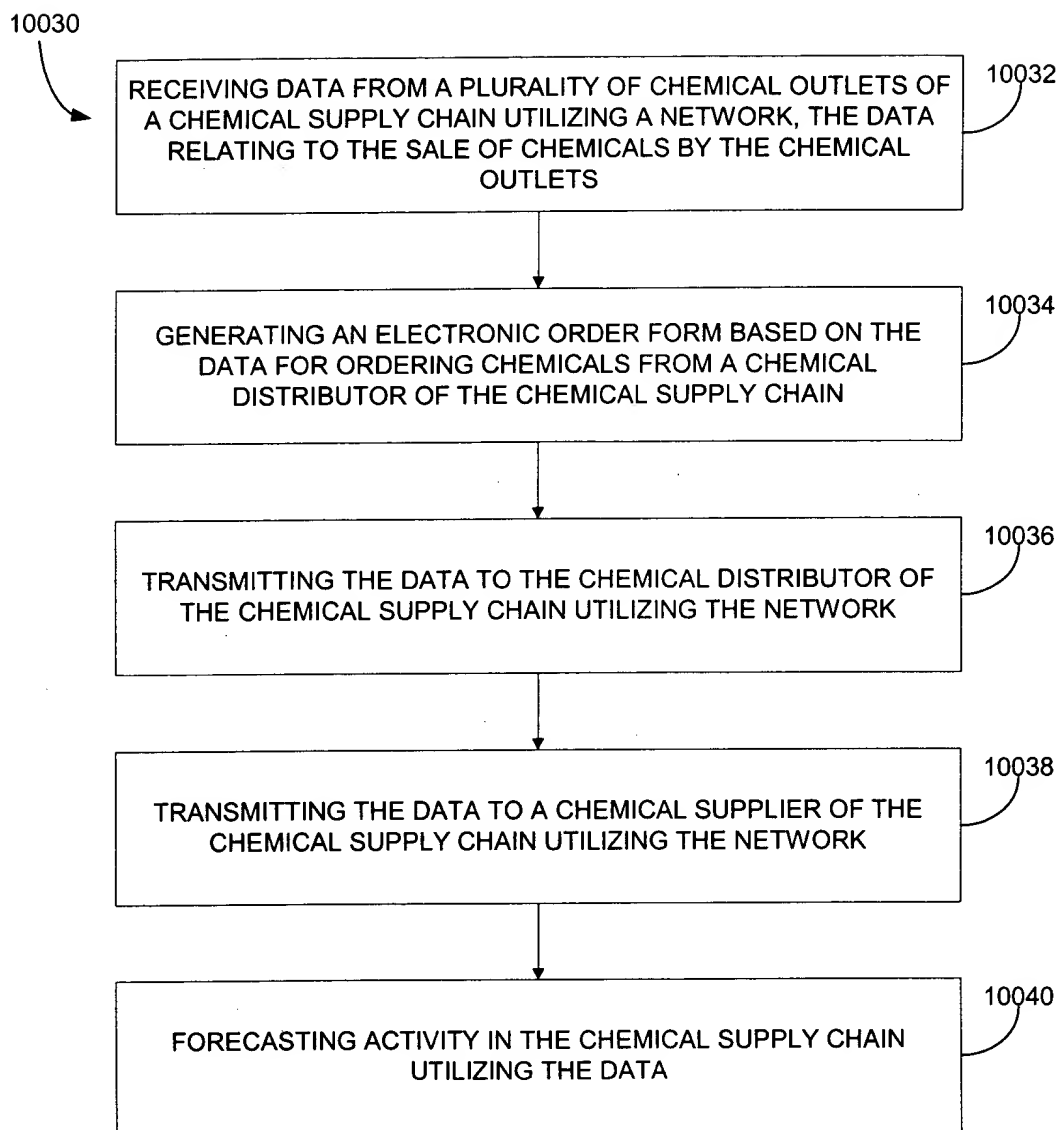 10030
RECEIVING DATA FROM A PLURALITY OF CHEMICAL OUTLETS OF
A CHEMICAL SUPPLY CHAIN UTILIZING A NETWORK, THE DATA
RELATING TO THE SALE OF CHEMICALS BY THE CHEMICAL
OUTLETS
10032
GENERATING AN ELECTRONIC ORDER FORM BASED ON THE
DATA FOR ORDERING CHEMICALS FROM A CHEMICAL
DISTRIBUTOR OF THE CHEMICAL SUPPLY CHAIN
10034
TRANSMITTING THE DATA TO THE CHEMICAL DISTRIBUTOR OF
THE CHEMICAL SUPPLY CHAIN UTILIZING THE NETWORK
10036
TRANSMITTING THE DATA TO A CHEMICAL SUPPLIER OF THE
CHEMICAL SUPPLY CHAIN UTILIZING THE NETWORK
10038
FORECASTING ACTIVITY IN THE CHEMICAL SUPPLY CHAIN
UTILIZING THE DATA
10040